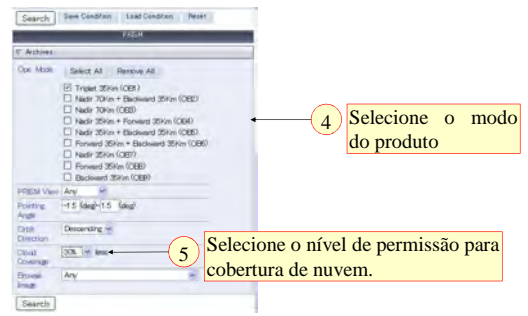 Search Save Condition Load Condition Reset
PRISM
Archives
Ope. Mode Select All Remove All
Triplet 35Km (OB1)
Nadir 70Km + Backward 35Km (OB2)
Nadir 70Km (OB3)
Nadir 35Km + Forward 35Km (OB4)
Nadir 35Km + Backward 35Km (OB5)
Forward 35Km + Backward 35Km (OB6)
Nadir 35Km (OB7)
Forward 35Km (OB8)
Backward 35Km (OB9)
4 Selecione o modo
do produto
PRISM View Any
Pointing
Angle
-1.5 (deg)~1.5 (deg)
Orbit
Direction
Descending
Cloud
Coverage
30% less
5 Selecione o nível de permissão para
cobertura de nuvem.
Browse
Image
Any
Search